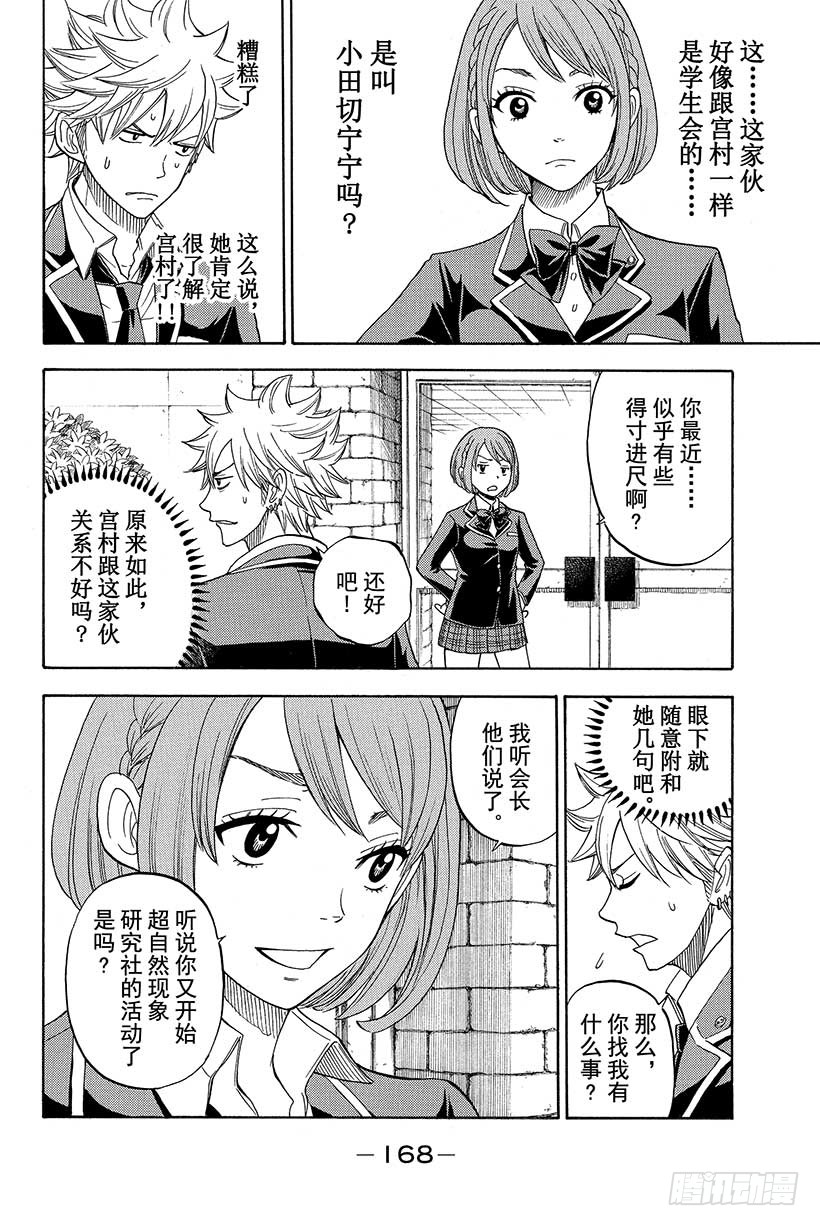 这……这家伙
好像跟宫村一样
是学生会的……
是叫
小田切宁宁吗？
糟糕了
这么说，
她肯定
很了解
宫村了!!
你最近……
似乎有些
得寸进尺啊？
还好
吧！
原来如此，
宫村跟这家伙
关系不好吗？
眼下就
随意附和
她几句吧。
那么，
你找我有
什么事？
我听会长
他们说了。
听说你又开始
超自然现象
研究社的活动了
是吗？
－168－
腾讯动漫